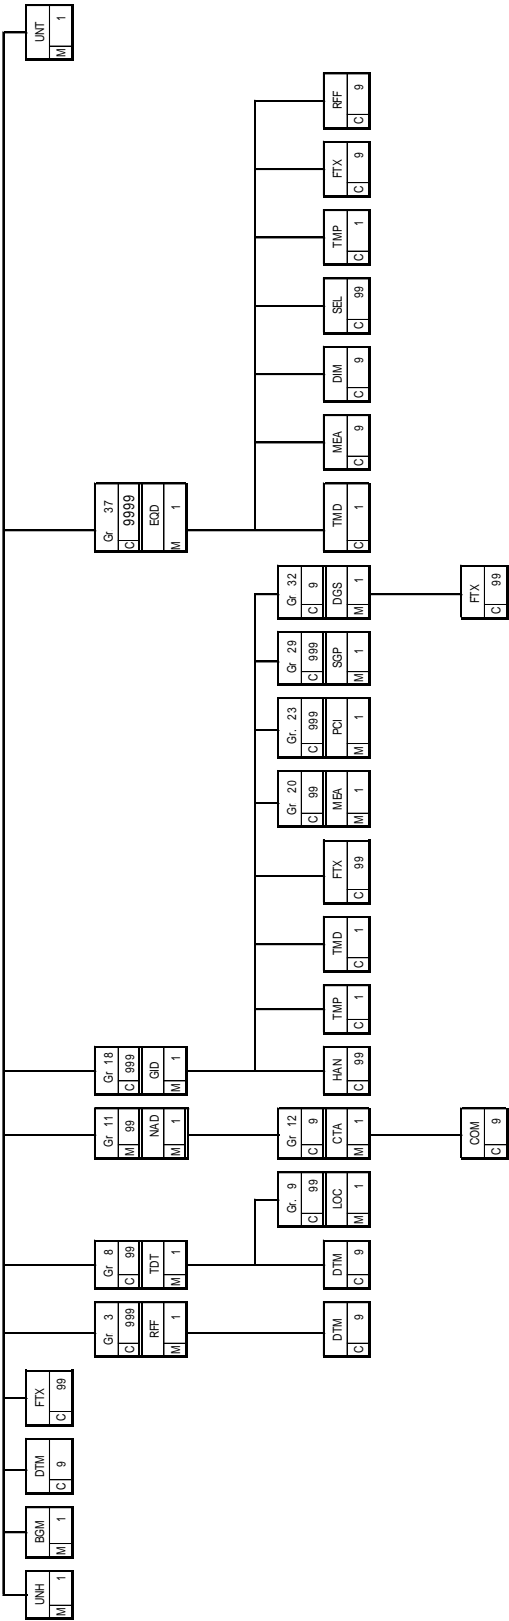 UNH
M 1
BGM
M 1
DTM
C 9
FTX
C 99
UNT
M 1
Gr 3
C 999
RFF
M 1
Gr 8
C 99
TDT
M 1
Gr 11
M 99
NAD
M 1
Gr 18
C 999
GID
M 1
Gr 37
C 9999
EQD
M 1
DTM
C 9
DTM
C 9
Gr. 9
C 99
LOC
M 1
Gr 12
C 9
CTA
M 1
COM
C 9
HAN
C 99
TMP
C 1
TMD
C 1
FTX
C 99
Gr 20
C 99
MEA
M 1
Gr. 23
C 999
PCI
M 1
Gr 29
C 999
SGP
M 1
Gr 32
C 9
DGS
M 1
FTX
C 99
TMD
C 1
MEA
C 9
DIM
C 9
SEL
C 99
TMP
C 1
FTX
C 9
RFF
C 9